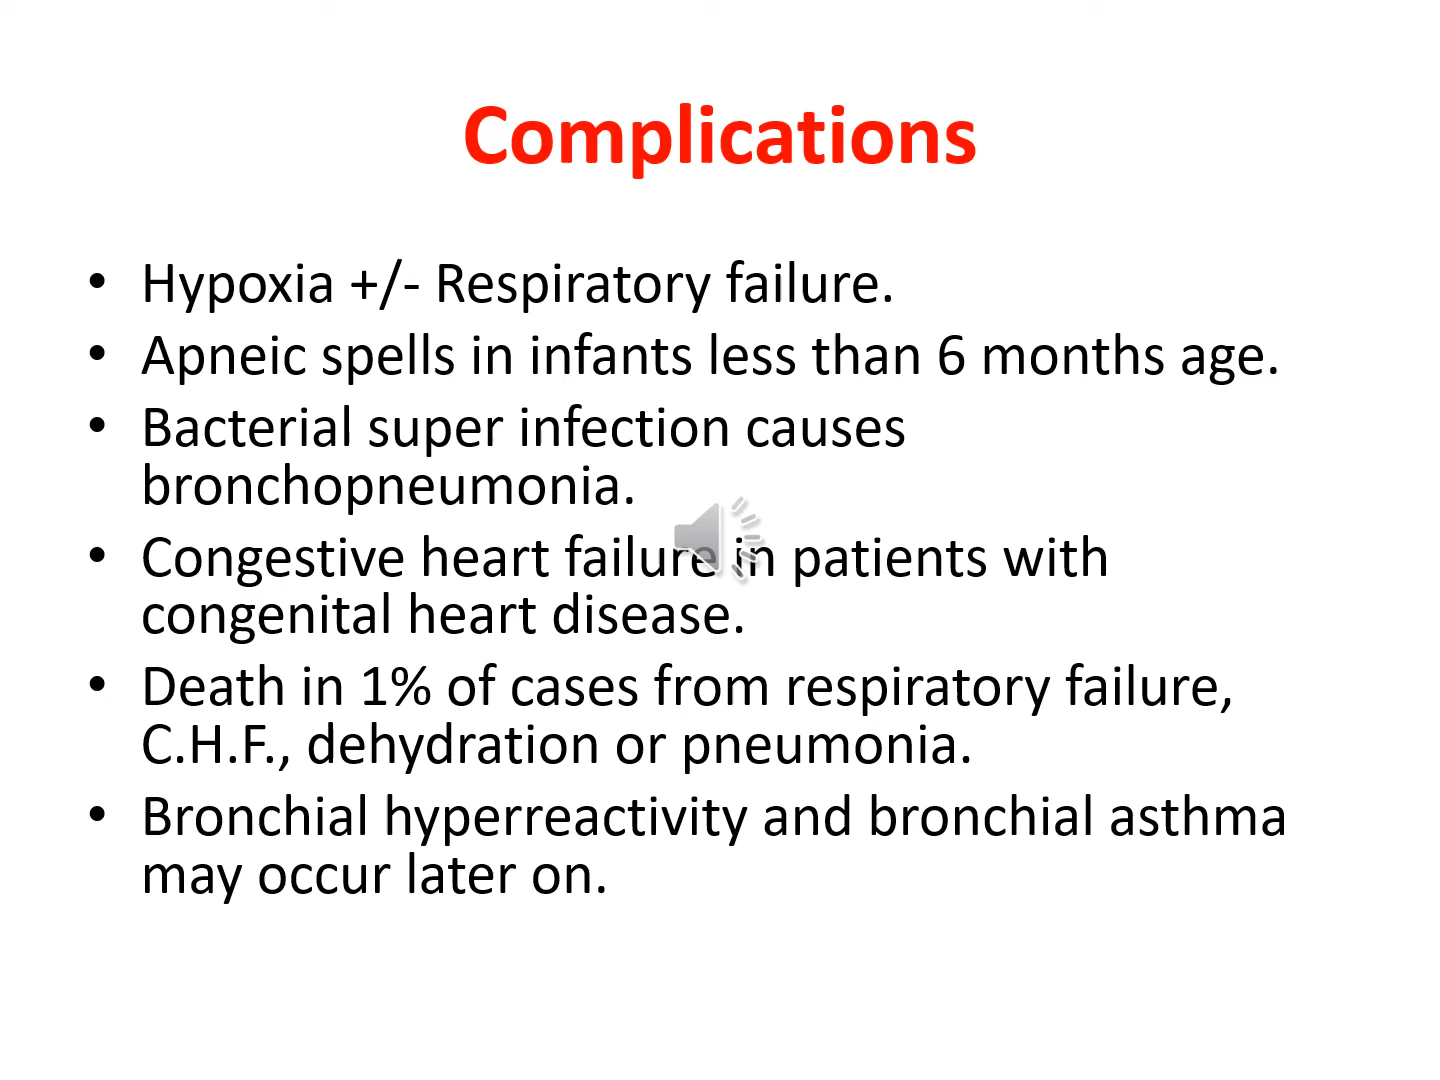 Complications
• Hypoxia +/- Respiratory failure.
• Apneic spells in infants less than 6 months age.
• Bacterial super infection causes
bronchopneumonia.
• Congestive heart failure in patients with
congenital heart disease.
• Death in 1% of cases from respiratory failure,
C.H.F., dehydration or pneumonia.
• Bronchial hyperreactivity and bronchial asthma
may occur later on.